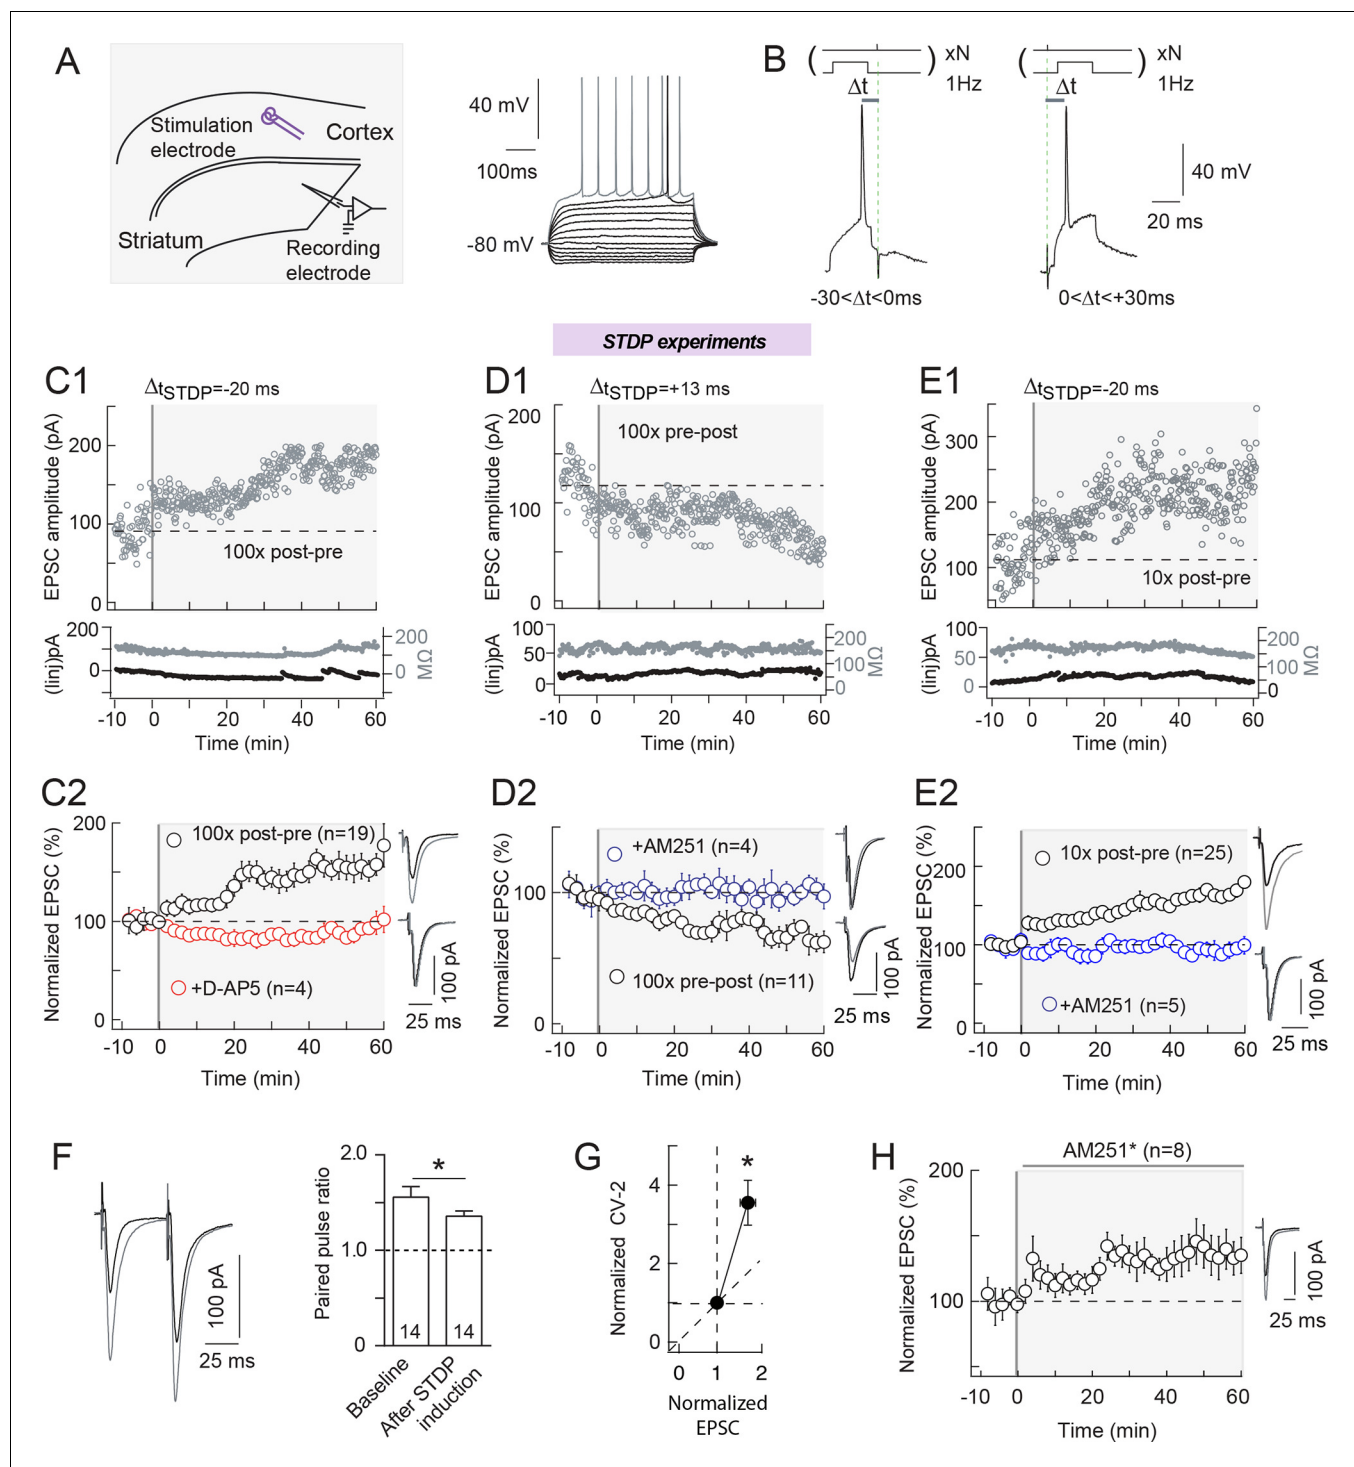 A
Stimulation
electrode
Cortex
Striatum
Recording
electrode
40 mV
100ms
-80 mV
B
( ) xN
1Hz
Δt
-30<Δt<0ms
( ) xN
1Hz
Δt
0<Δt<+30ms
40 mV
20 ms
STDP experiments
C1
ΔtSTDP=-20 ms
EPSC amplitude (pA)
200
100
0
100x post-pre
(Iinj)pA
200
0
200
0
MΩ
-10 0 20 40 60
Time (min)
D1
ΔtSTDP=+13 ms
EPSC amplitude (pA)
200
100
0
100x pre-post
(Iinj)pA
100
50
0
200
100
0
MΩ
-10 0 20 40 60
Time (min)
E1
ΔtSTDP=-20 ms
EPSC amplitude (pA)
300
200
100
10x post-pre
(Iinj)pA
100
50
0
200
100
0
MΩ
-10 0 20 40 60
Time (min)
C2
Normalized EPSC (%)
200
100
0
100x post-pre (n=19)
+D-AP5 (n=4)
100 pA
25 ms
-10 0 20 40 60
Time (min)
D2
Normalized EPSC (%)
100
0
+AM251 (n=4)
100x pre-post (n=11)
100 pA
25 ms
-10 0 20 40 60
Time (min)
E2
Normalized EPSC (%)
200
100
0
10x post-pre (n=25)
+AM251 (n=5)
100 pA
25 ms
-10 0 20 40 60
Time (min)
F
100 pA
25 ms
Paired pulse ratio
2.0
1.0
0
*
14 14
Baseline
After STDP
induction
G
Normalized CV-2
4
2
0
*
0 1 2
Normalized
EPSC
H
AM251* (n=8)
Normalized EPSC (%)
200
100
100 pA
25 ms
-10 0 20 40 60
Time (min)